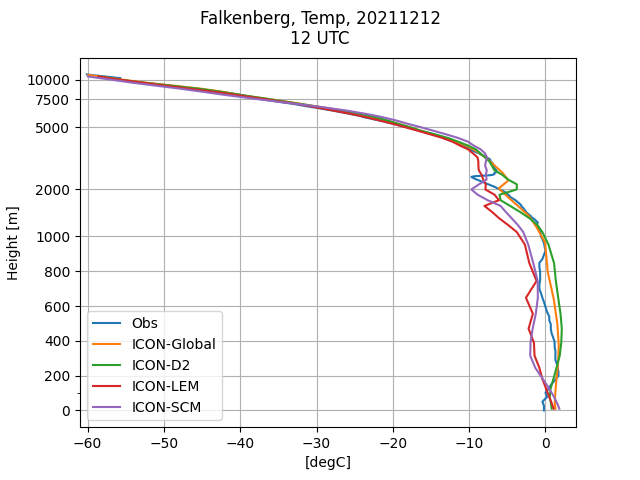 Falkenberg, Temp, 20211212
12 UTC
Height [m]
10000
7500
5000
2000
1000
800
600
400
200
0
Obs
ICON-Global
ICON-D2
ICON-LEM
ICON-SCM
−60 −50 −40 −30 −20 −10 0
[degC]